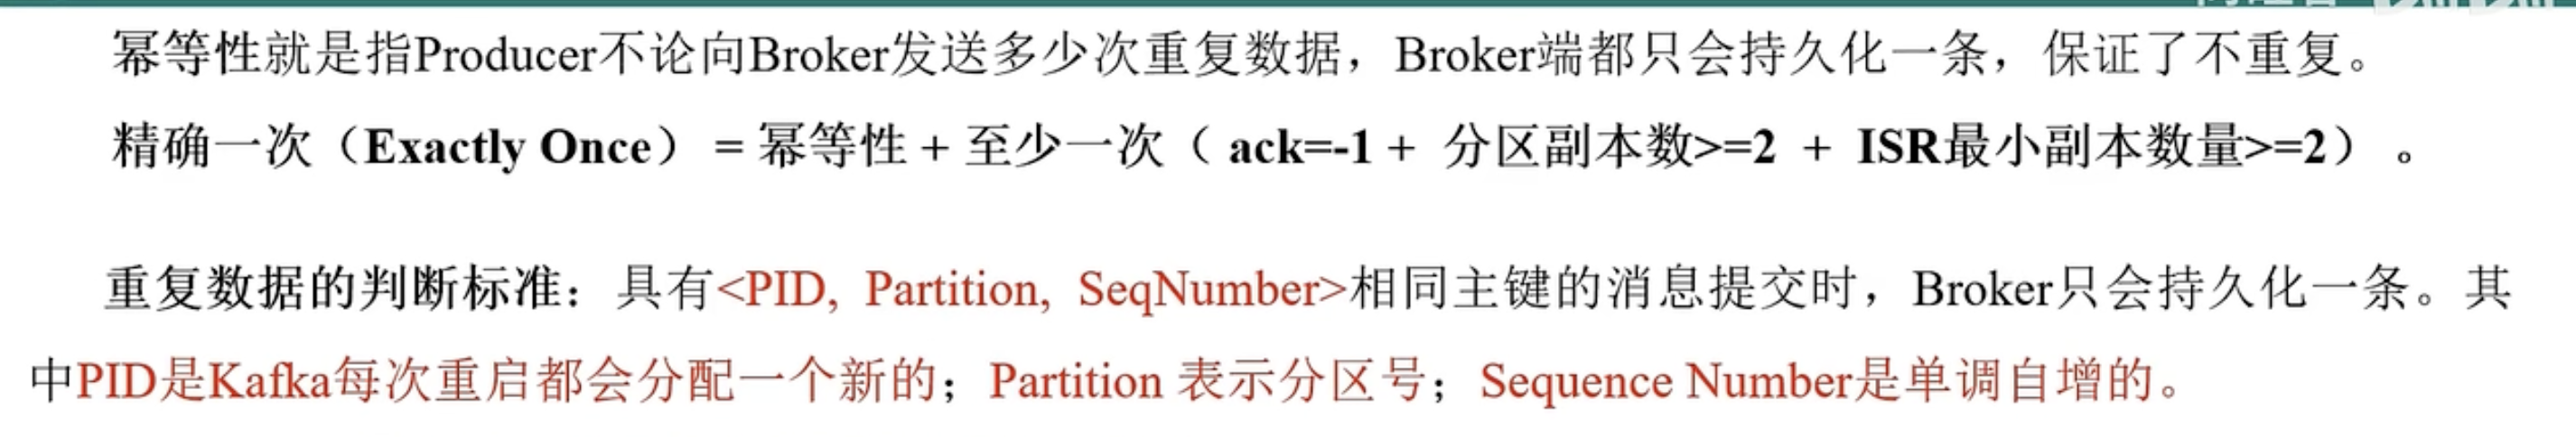 幂等性就是指Producer不论向Broker发送多少次重复数据，Broker端都只会持久化一条，保证了不重复。
精确一次（Exactly Once） = 幂等性 + 至少一次（ ack=-1 + 分区副本数>=2 + ISR最小副本数量>=2） 。
重复数据的判断标准：具有<PID, Partition, SeqNumber>相同主键的消息提交时，Broker只会持久化一条。其
中PID是Kafka每次重启都会分配一个新的；Partition 表示分区号；Sequence Number是单调自增的。